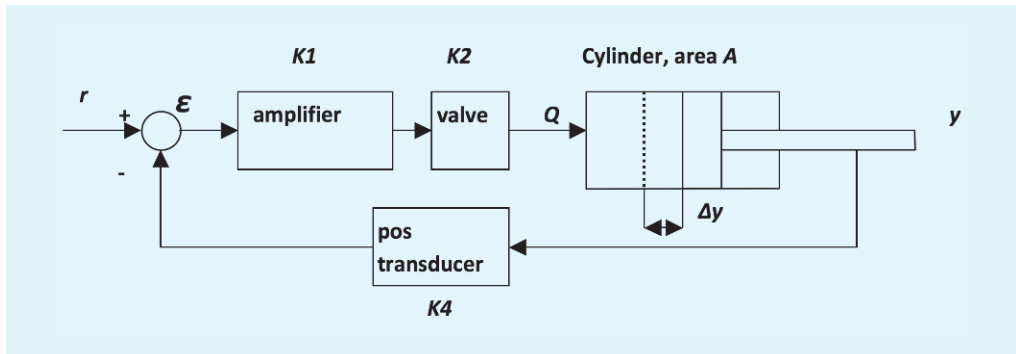 K1
K2
Cylinder, area A
r
+
ε
amplifier
valve
Q
y
-
Δy
pos
transducer
K4